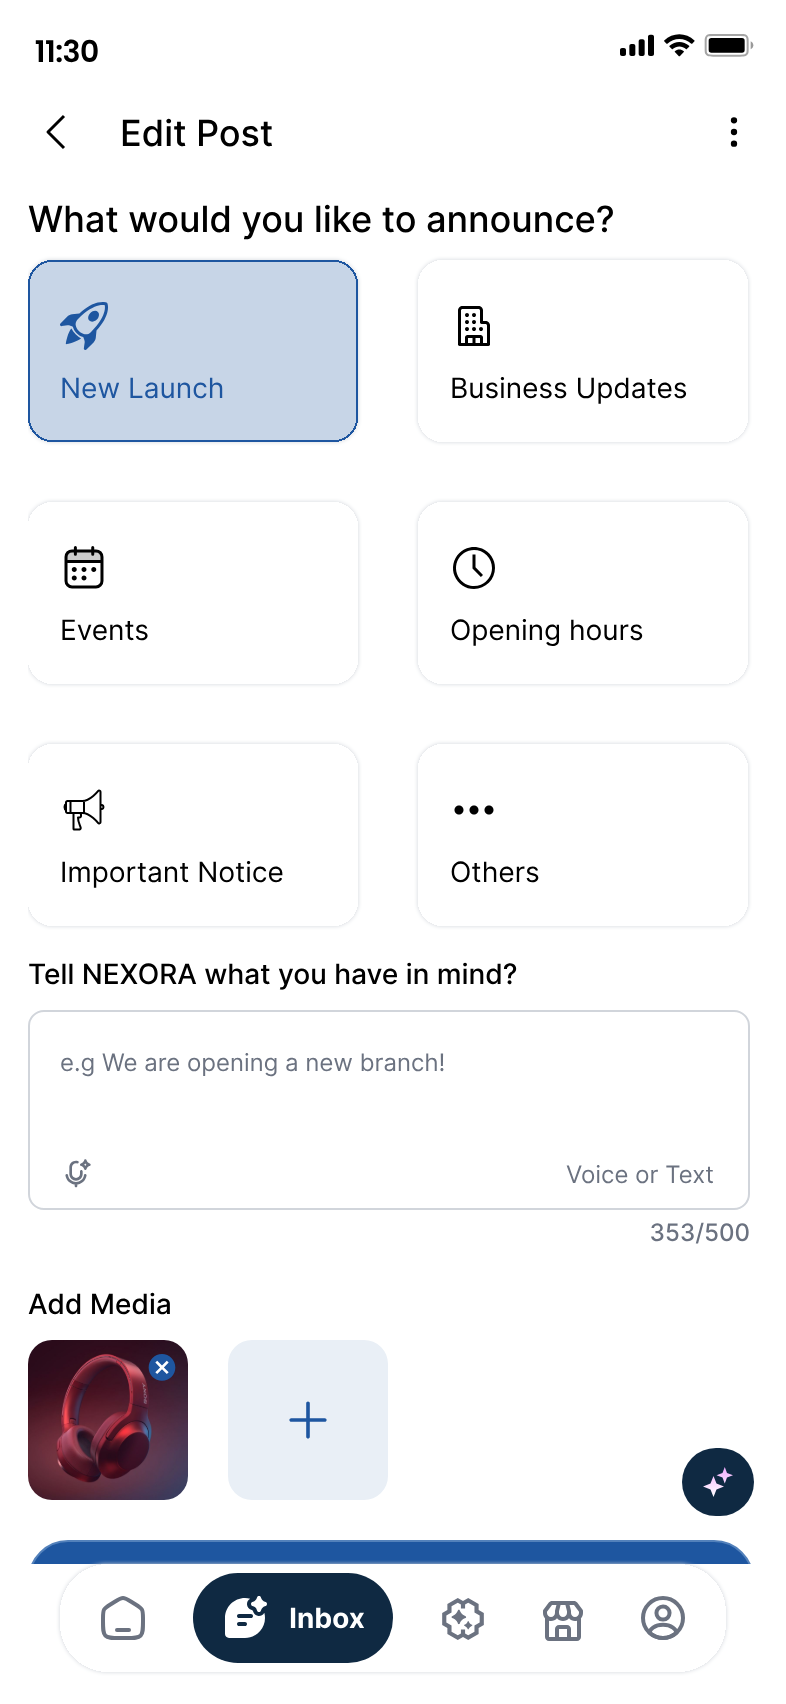 11:30
Edit Post
What would you like to announce?
New Launch
Business Updates
Events
Opening hours
Important Notice
Others
Tell NEXORA what you have in mind?
e.g We are opening a new branch!
Voice or Text
353/500
Add Media
Inbox